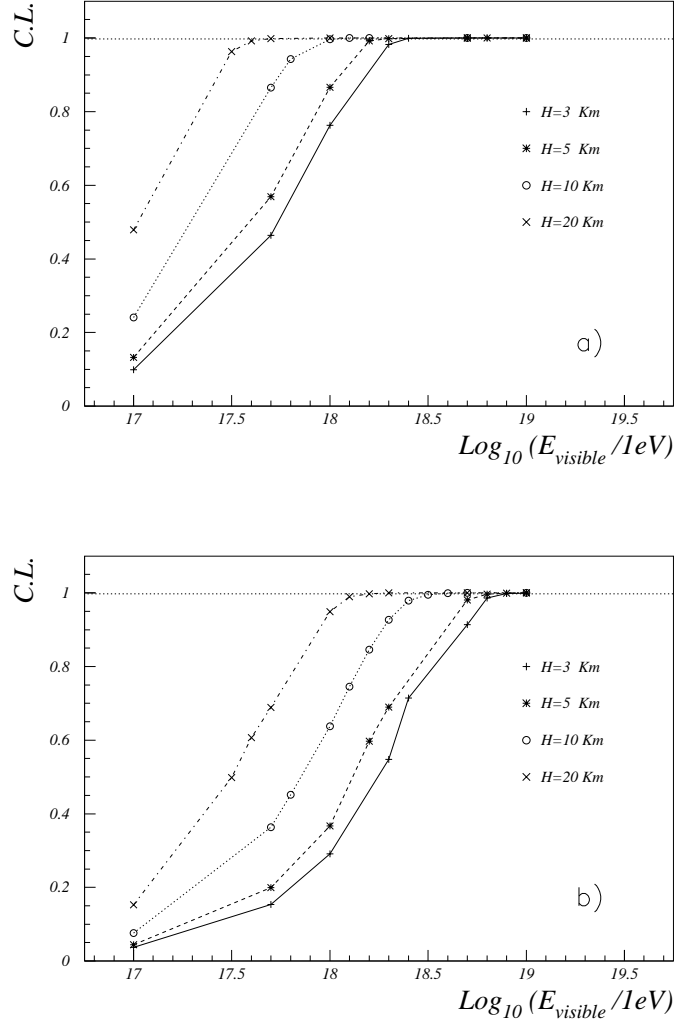 C.L.
1
0.8
0.6
0.4
0.2
0
H=3 Km
H=5 Km
H=10 Km
H=20 Km
a)
17 17.5 18 18.5 19 19.5
Log10 (Evisible /1eV)
C.L.
1
0.8
0.6
0.4
0.2
0
H=3 Km
H=5 Km
H=10 Km
H=20 Km
b)
17 17.5 18 18.5 19 19.5
Log10 (Evisible /1eV)